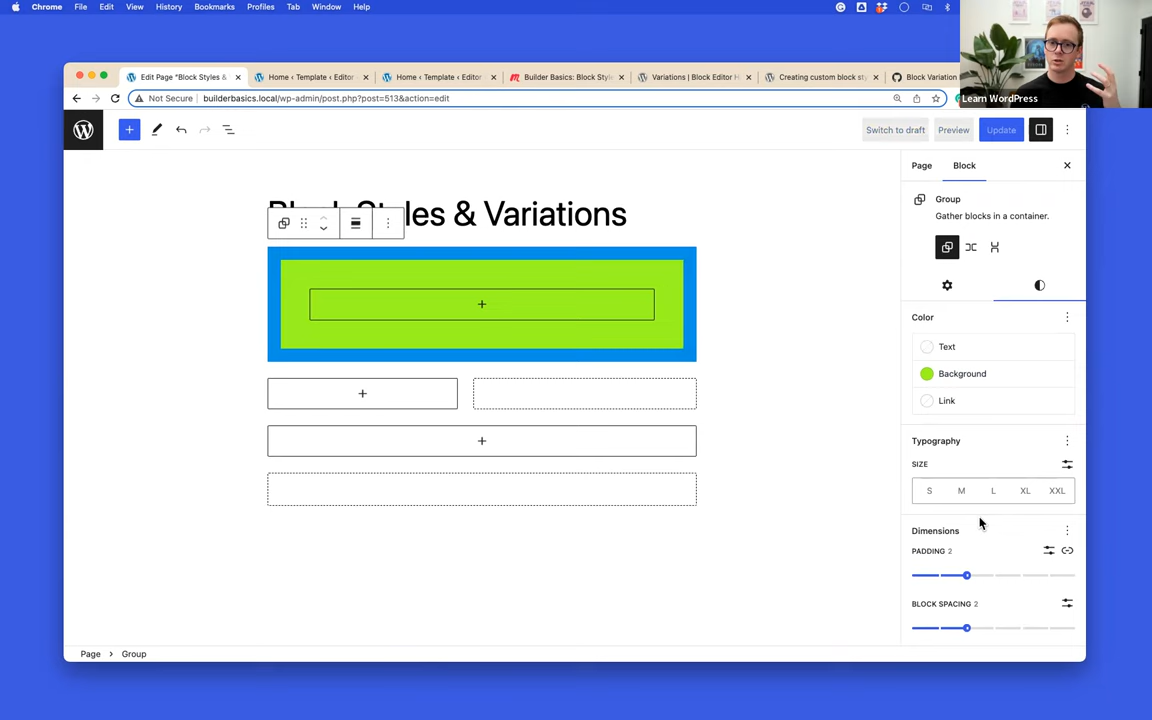 Chrome File Edit View History Bookmarks Profiles Tab Window Help
Edit Page "Block Styles &
Home ‹ Template ‹ Editor
Home ‹ Template ‹ Editor
Builder Basics: Block Style
Variations | Block Editor H
Creating custom block st
Block Variation
Not Secure builderbasics.local/wp-admin/post.php?post=513&action=edit
Learn WordPress
Switch to draft Preview Update
Page Block
Block Styles & Variations
Group
Gather blocks in a container.
Color
Text
Background
Link
Typography
SIZE
S M L XL XXL
Dimensions
PADDING 2
BLOCK SPACING 2
Page › Group